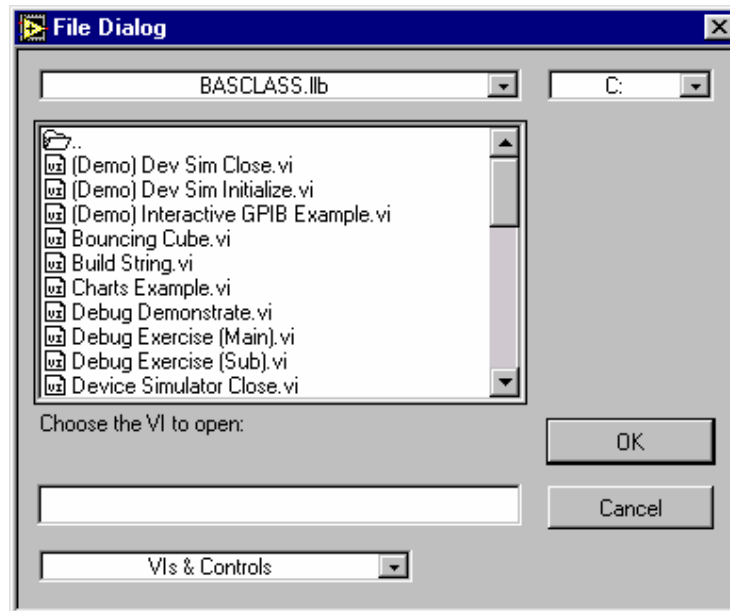 File Dialog
BASCLASS.llb
C:
..
(Demo) Dev Sim Close.vi
(Demo) Dev Sim Initialize.vi
(Demo) Interactive GPIB Example.vi
Bouncing Cube.vi
Build String.vi
Charts Example.vi
Debug Demonstrate.vi
Debug Exercise (Main).vi
Debug Exercise (Sub).vi
Device Simulator Close.vi
Choose the VI to open:
OK
Cancel
VIs & Controls